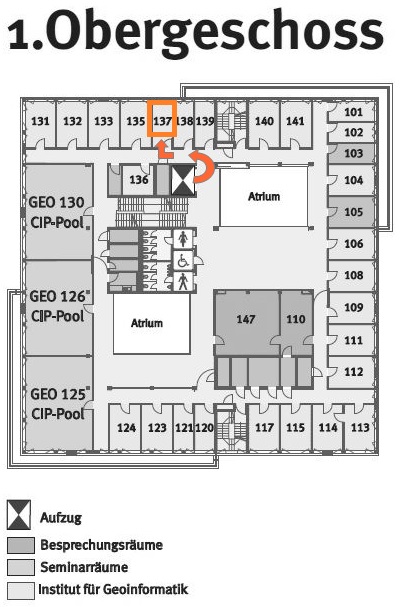 1.Obergeschoss
131 132 133 135 137 138 139 140 141 101
102
103
136 104
GEO 130
CIP-Pool
Atrium
105
106
GEO 126
CIP-Pool
108
109
Atrium
147 110
111
112
GEO 125
CIP-Pool
124 123 121 120 117 115 114 113
Aufzug
Besprechungsräume
Seminarräume
Institut für Geoinformatik